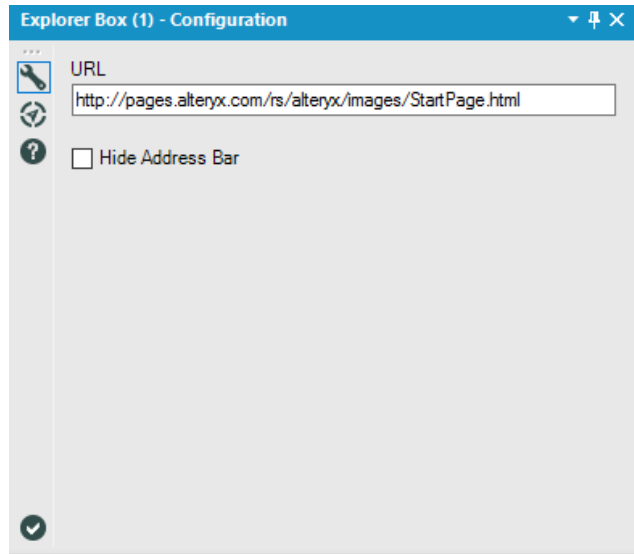 Explorer Box (1) - Configuration
URL
http://pages.alteryx.com/rs/alteryx/images/StartPage.html
Hide Address Bar